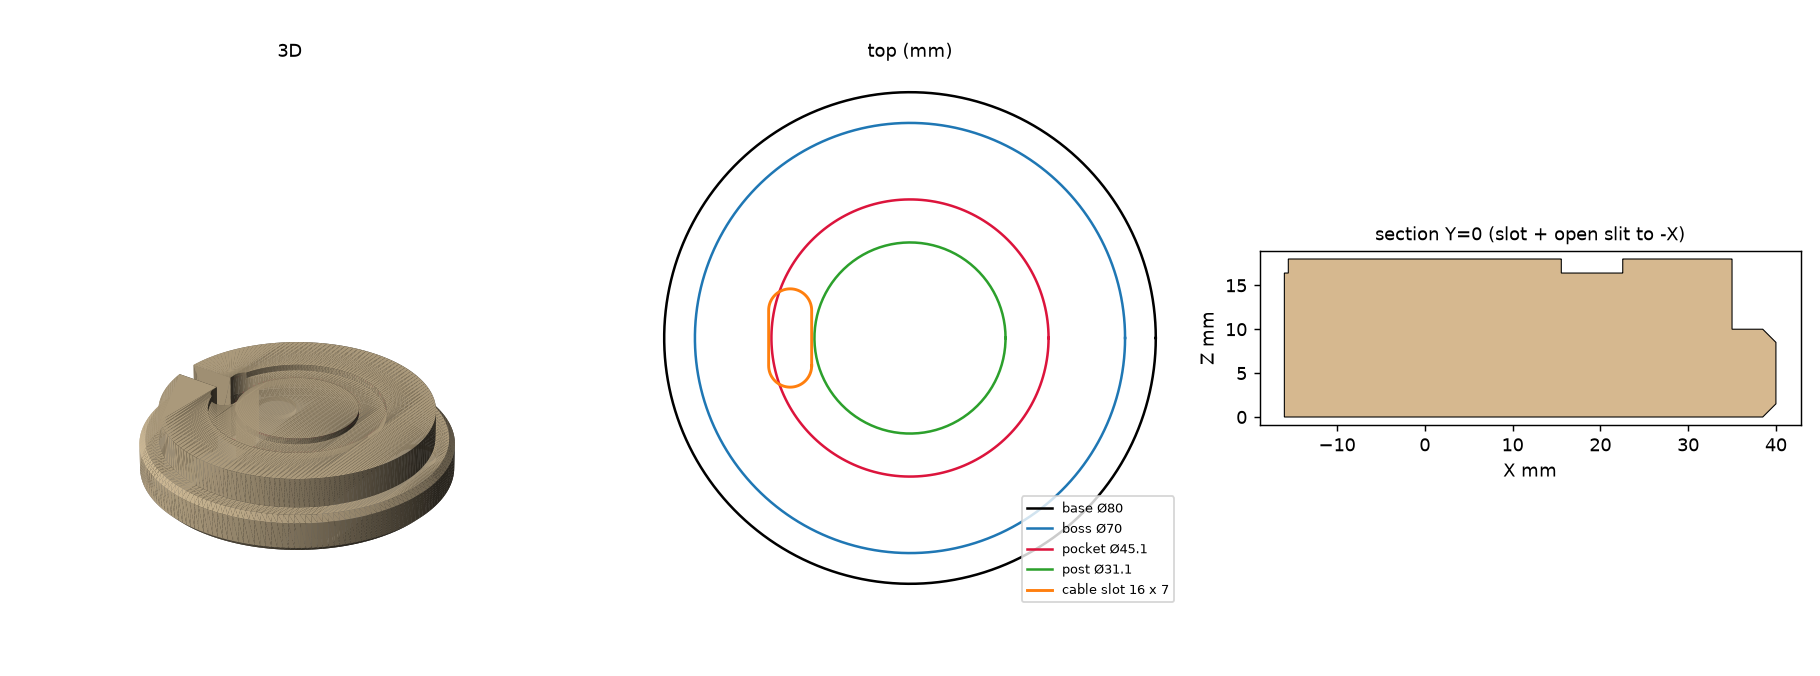 3D
top (mm)
base Ø80
boss Ø70
pocket Ø45.1
post Ø31.1
cable slot 16 x 7
section Y=0 (slot + open slit to -X)
Z mm
15
10
5
0
−10
0
10
20
30
40
X mm